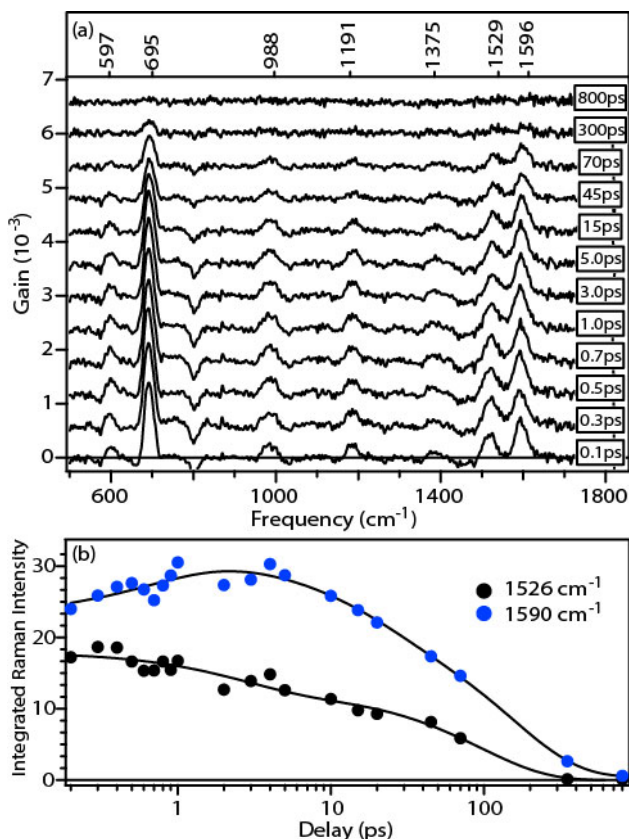 (a)
597
695
988
1191
1375
1529
1596
7
6
5
4
3
2
1
0
Gain (10⁻³)
800ps
300ps
70ps
45ps
15ps
5.0ps
3.0ps
1.0ps
0.7ps
0.5ps
0.3ps
0.1ps
600 1000 1400 1800
Frequency (cm⁻¹)
(b)
30
20
10
0
Integrated Raman Intensity
1526 cm⁻¹
1590 cm⁻¹
1 10 100
Delay (ps)